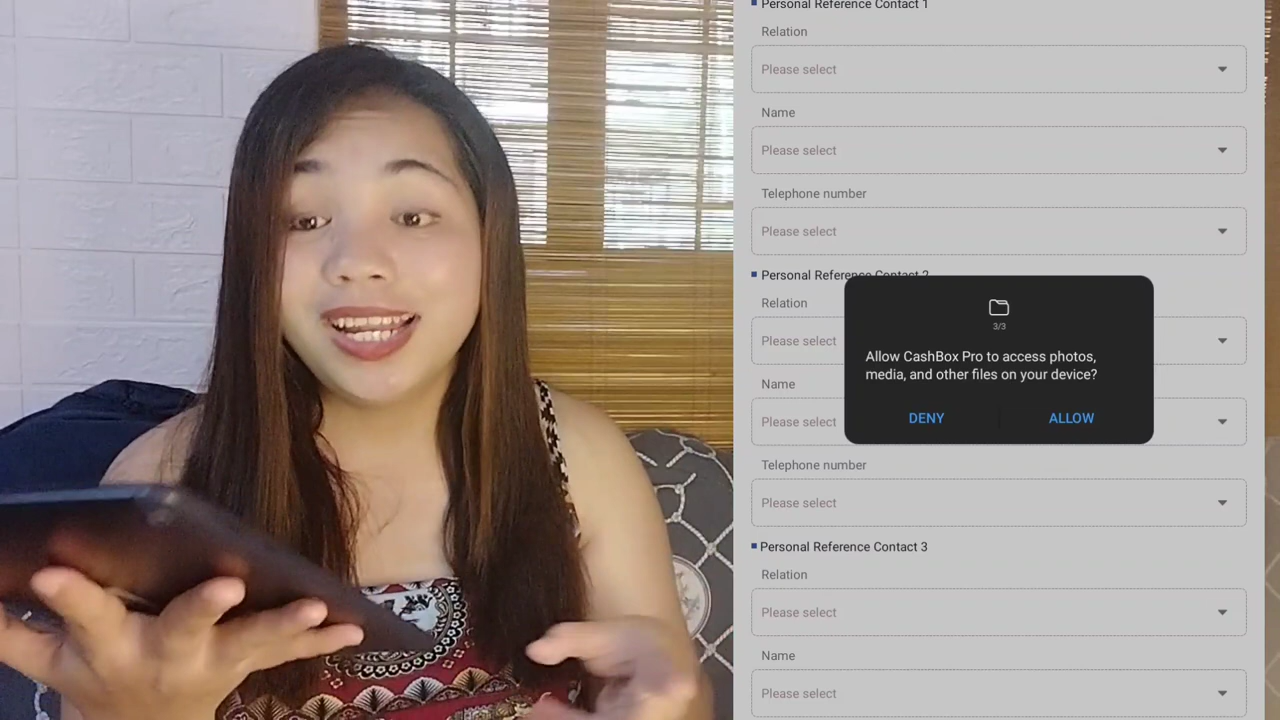 Personal Reference Contact 1
Relation
Please select
Name
Please select
Telephone number
Please select
Personal Reference Contact 2
Relation
Please select
3/3
Allow CashBox Pro to access photos,
media, and other files on your device?
DENY
ALLOW
Name
Please select
Telephone number
Please select
Personal Reference Contact 3
Relation
Please select
Name
Please select